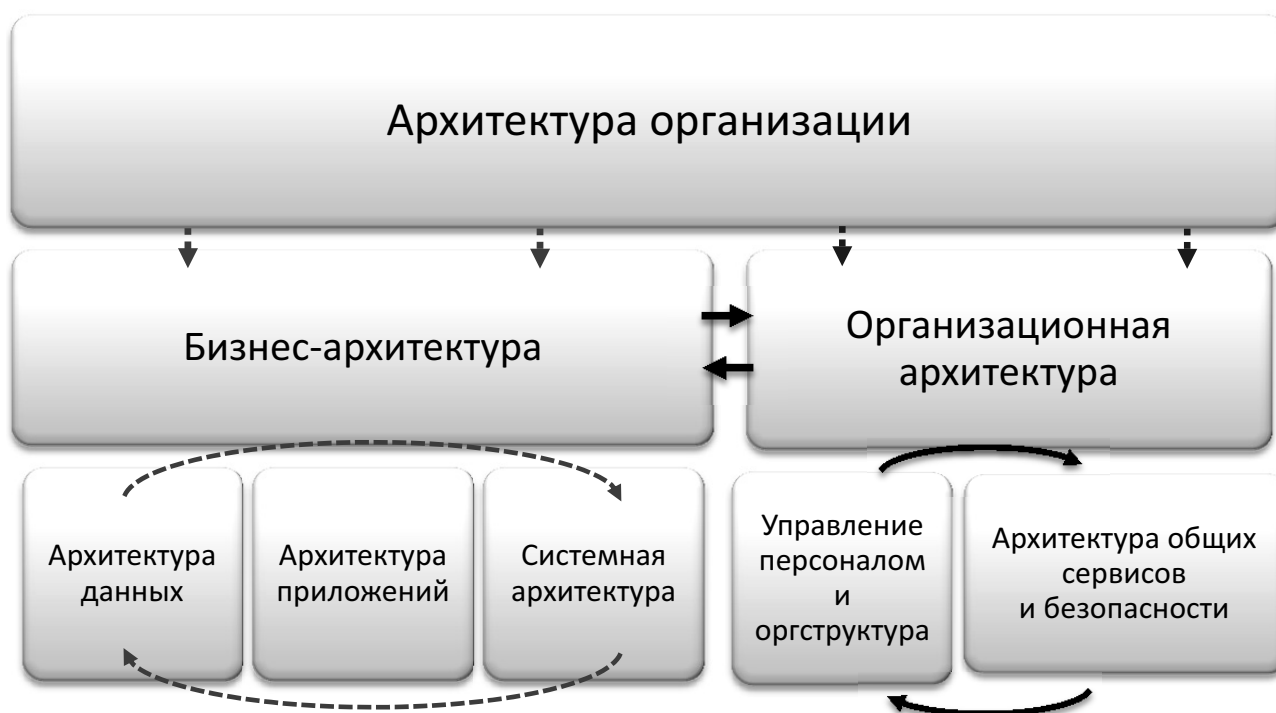 Архитектура организации
Бизнес-архитектура
Организационная
архитектура
Архитектура
данных
Архитектура
приложений
Системная
архитектура
Управление
персоналом
и
оргструктура
Архитектура общих
сервисов
и безопасности